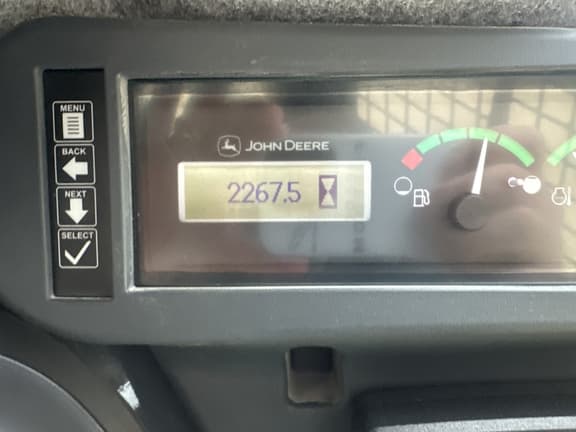 MENU
BACK
NEXT
SELECT
JOHN DEERE
2267.5